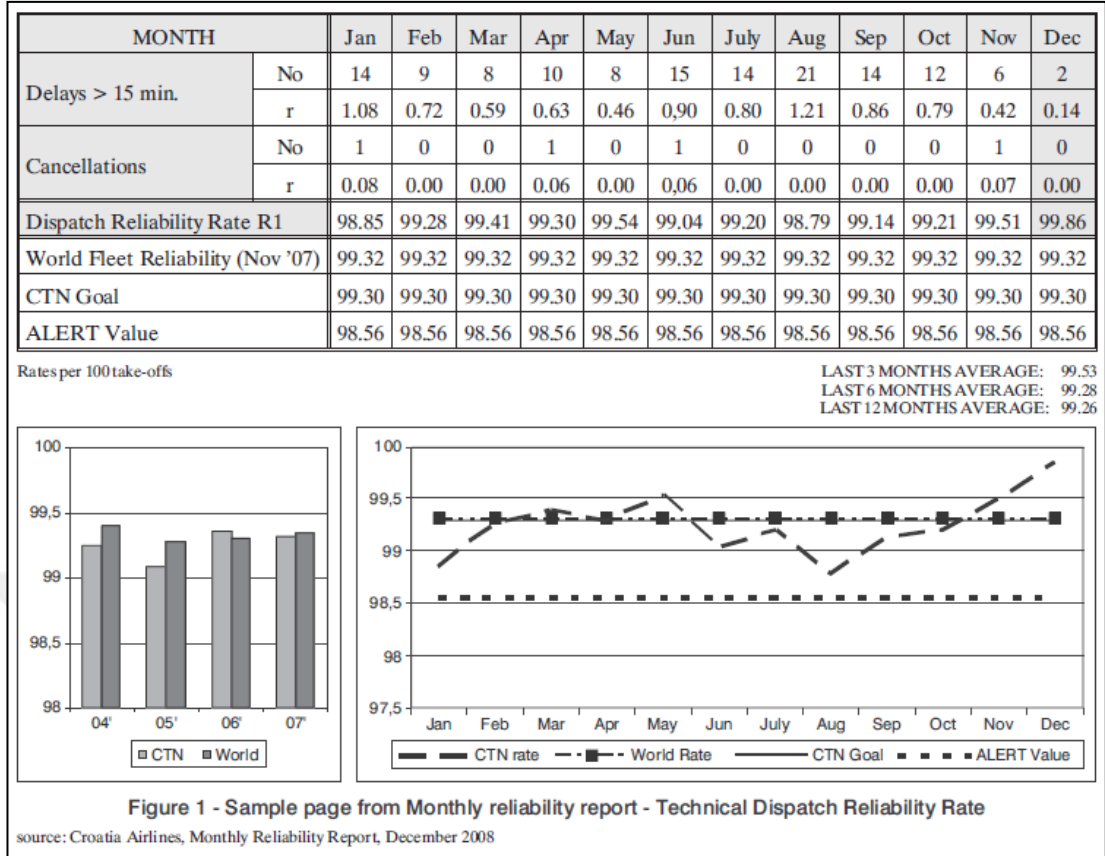 MONTH Jan Feb Mar Apr May Jun July Aug Sep Oct Nov Dec
Delays > 15 min.
No 14 9 8 10 8 15 14 21 14 12 6 2
r 1.08 0.72 0.59 0.63 0.46 0,90 0.80 1.21 0.86 0.79 0.42 0.14
Cancellations
No 1 0 0 1 0 1 0 0 0 0 1 0
r 0.08 0.00 0.00 0.06 0.00 0,06 0.00 0.00 0.00 0.00 0.07 0.00
Dispatch Reliability Rate R1 98.85 99.28 99.41 99.30 99.54 99.04 99.20 98.79 99.14 99.21 99.51 99.86
World Fleet Reliability (Nov '07) 99.32 99.32 99.32 99.32 99.32 99.32 99.32 99.32 99.32 99.32 99.32 99.32
CTN Goal 99.30 99.30 99.30 99.30 99.30 99.30 99.30 99.30 99.30 99.30 99.30 99.30
ALERT Value 98.56 98.56 98.56 98.56 98.56 98.56 98.56 98.56 98.56 98.56 98.56 98.56
Rates per 100 take-offs
LAST 3 MONTHS AVERAGE: 99.53
LAST 6 MONTHS AVERAGE: 99.28
LAST 12 MONTHS AVERAGE: 99.26
100
99,5
99
98,5
98
04' 05' 06' 07'
CTN World
100
99,5
99
98,5
98
97,5
Jan Feb Mar Apr May Jun July Aug Sep Oct Nov Dec
CTN rate World Rate CTN Goal ALERT Value
Figure 1 - Sample page from Monthly reliability report - Technical Dispatch Reliability Rate
source: Croatia Airlines, Monthly Reliability Report, December 2008